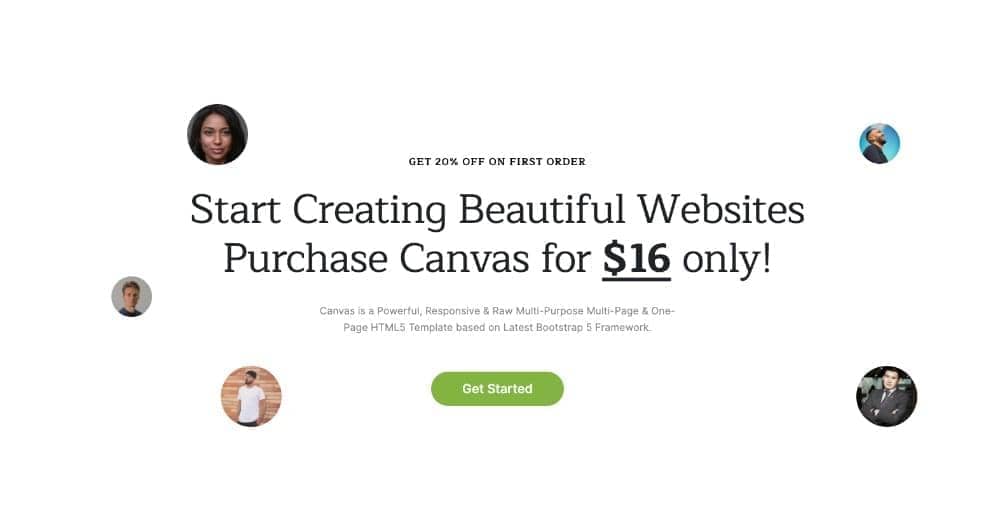 GET 20% OFF ON FIRST ORDER
Start Creating Beautiful Websites
Purchase Canvas for $16 only!
Canvas is a Powerful, Responsive & Raw Multi-Purpose Multi-Page & One-
Page HTML5 Template based on Latest Bootstrap 5 Framework.
Get Started